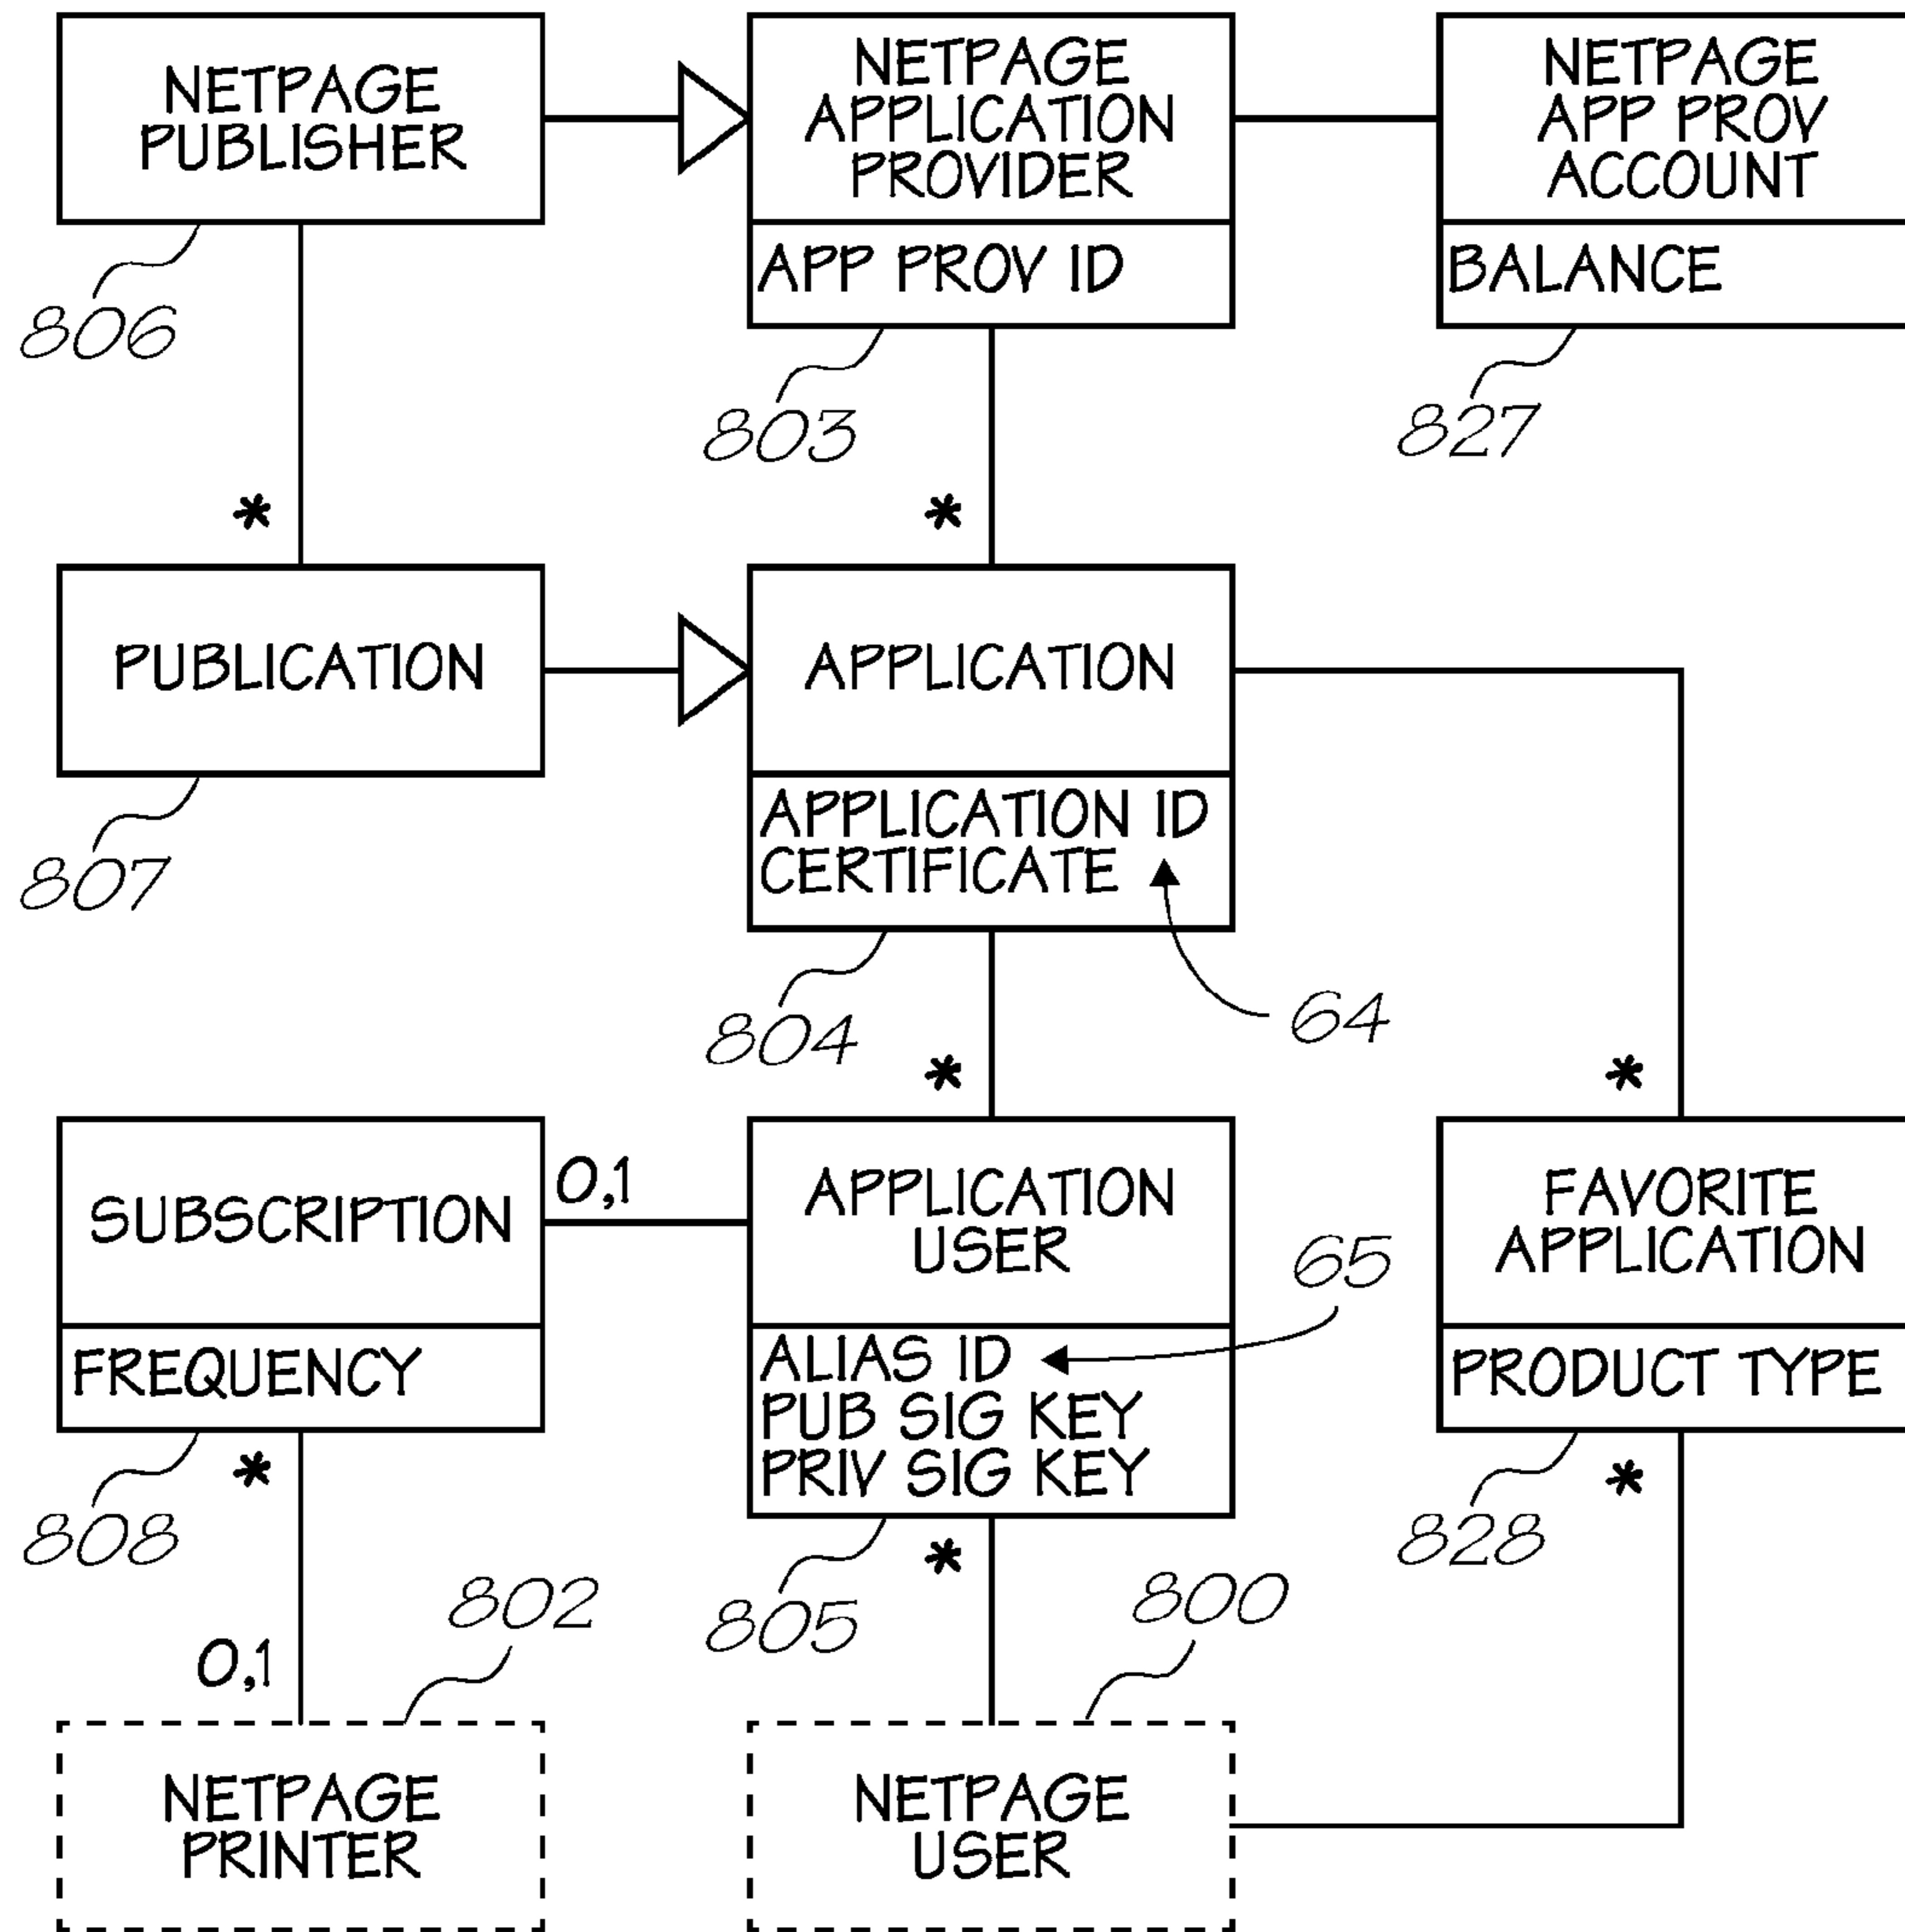 NETPAGE
PUBLISHER
NETPAGE
APPLICATION
PROVIDER
APP PROV ID
NETPAGE
APP PROV
ACCOUNT
BALANCE
806
803
827
*
*
PUBLICATION
APPLICATION
APPLICATION ID
CERTIFICATE
807
804
64
*
*
SUBSCRIPTION
FREQUENCY
0,1
APPLICATION
USER
ALIAS ID
PUB SIG KEY
PRIV SIG KEY
65
FAVORITE
APPLICATION
PRODUCT TYPE
808
*
805
*
828
*
802
800
0,1
NETPAGE
PRINTER
NETPAGE
USER